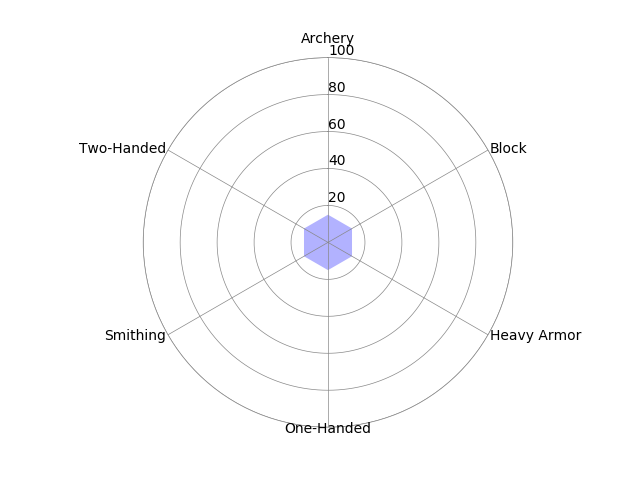 Archery
100
80
Two-Handed
60
Block
40
20
Smithing
Heavy Armor
One-Handed